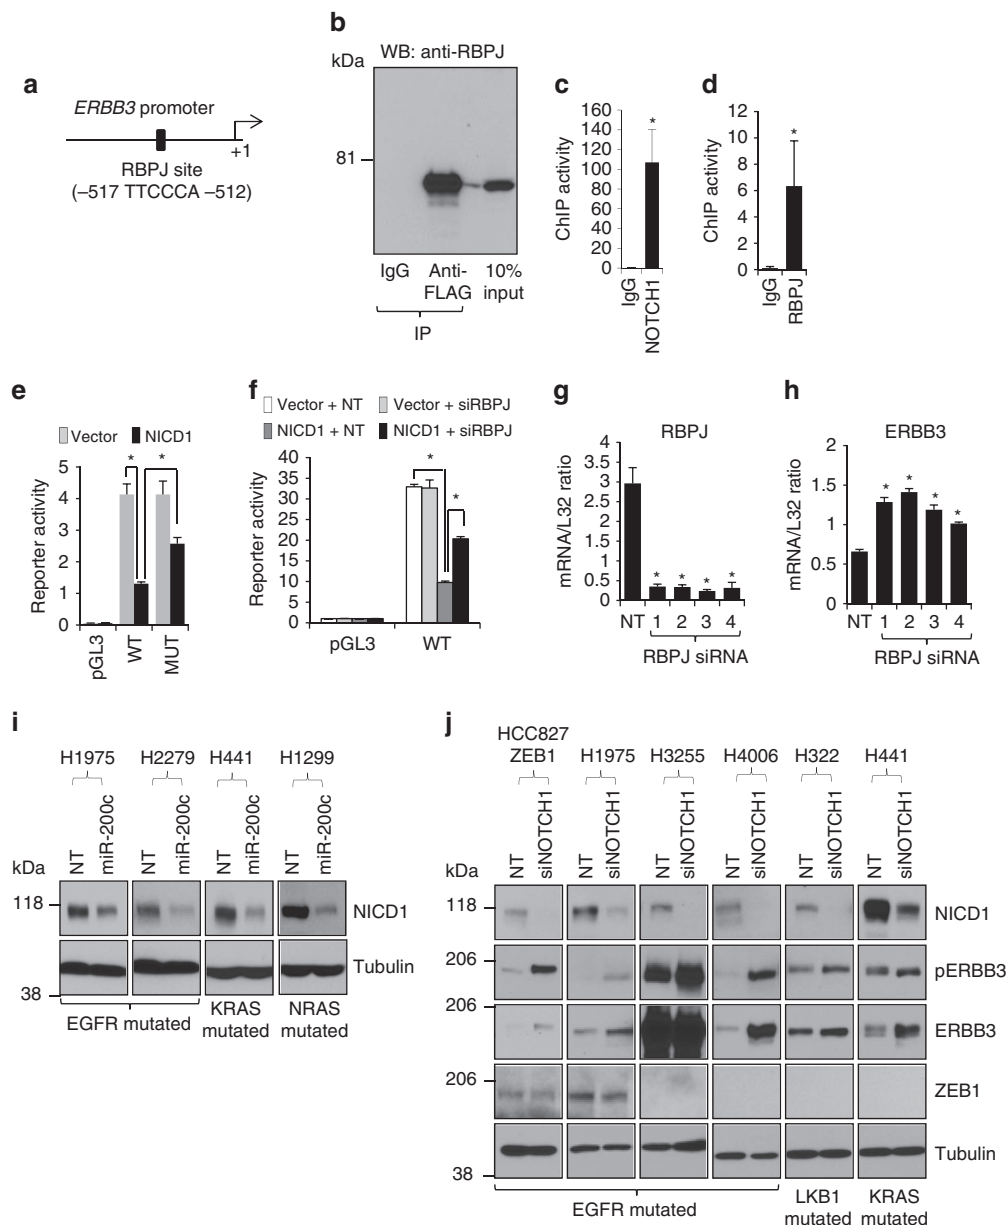 a
ERBB3 promoter
+1
RBPJ site
(–517 TTCCCA –512)
b
WB: anti-RBPJ
kDa
81
IgG
Anti-
FLAG
10%
input
IP
c
ChIP activity
160
140
120
100
80
60
40
20
0
*
IgG
NOTCH1
d
ChIP activity
12
10
8
6
4
2
0
*
IgG
RBPJ
e
Vector
NICD1
Reporter activity
5
4
3
2
1
0
*
*
pGL3
WT
MUT
f
Vector + NT
Vector + siRBPJ
NICD1 + NT
NICD1 + siRBPJ
Reporter activity
40
35
30
25
20
15
10
5
0
*
*
pGL3
WT
g
RBPJ
mRNA/L32 ratio
4
3.5
3
2.5
2
1.5
1
0.5
0
* * * *
NT 1 2 3 4
RBPJ siRNA
h
ERBB3
mRNA/L32 ratio
2
1.5
1
0.5
0
* * * *
NT 1 2 3 4
RBPJ siRNA
i
H1975 H2279 H441 H1299
NT miR-200c NT miR-200c NT miR-200c NT miR-200c
kDa
118
NICD1
Tubulin
38
EGFR mutated
KRAS
mutated
NRAS
mutated
j
HCC827
ZEB1 H1975 H3255 H4006 H322 H441
NT siNOTCH1 NT siNOTCH1 NT siNOTCH1 NT siNOTCH1 NT siNOTCH1 NT siNOTCH1
kDa
118
NICD1
206
pERBB3
206
ERBB3
206
ZEB1
Tubulin
38
EGFR mutated
LKB1
mutated
KRAS
mutated